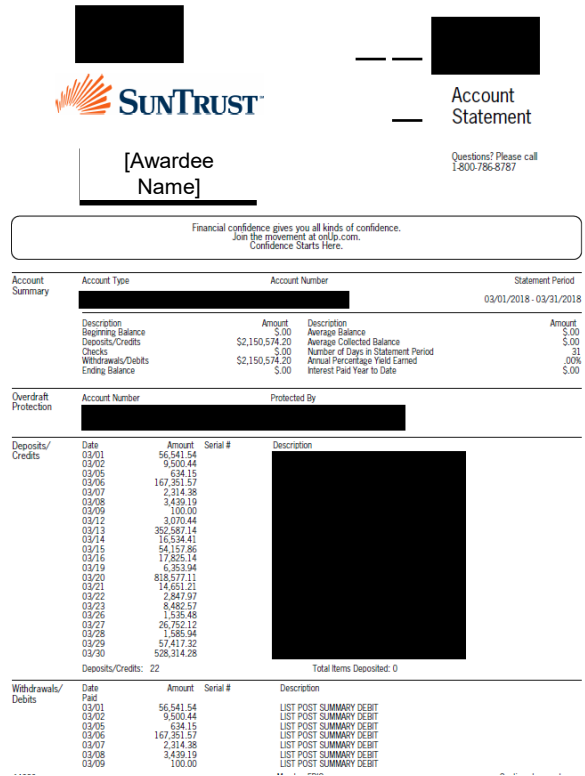 SUNTRUST
Account
Statement
[Awardee
Name]
Questions? Please call
1-800-786-8787
Financial confidence gives you all kinds of confidence.
Join the movement at onUp.com.
Confidence Starts Here.
Account Summary Account Type Account Number Statement Period
03/01/2018 - 03/31/2018
Description Amount Description Amount
Beginning Balance $.00 Average Balance $.00
Deposits/Credits $2,150,574.20 Average Collected Balance $.00
Checks $.00 Number of Days in Statement Period 31
Withdrawals/Debits $2,150,574.20 Annual Percentage Yield Earned .00%
Ending Balance $.00 Interest Paid Year to Date $.00
Overdraft Protection Account Number Protected By
Deposits/ Credits Date Amount Serial # Description
03/01 56,541.54
03/02 9,500.44
03/05 634.15
03/06 167,351.57
03/07 2,314.38
03/08 3,439.19
03/09 100.00
03/12 3,070.44
03/13 352,587.14
03/14 16,534.41
03/15 54,157.86
03/16 17,825.14
03/19 6,353.94
03/20 818,577.11
03/21 14,651.21
03/22 2,847.97
03/23 8,482.57
03/26 1,535.48
03/27 26,752.12
03/28 1,585.94
03/29 57,417.32
03/30 528,314.28
Deposits/Credits: 22 Total Items Deposited: 0
Withdrawals/ Debits Date Paid Amount Serial # Description
03/01 56,541.54 LIST POST SUMMARY DEBIT
03/02 9,500.44 LIST POST SUMMARY DEBIT
03/05 634.15 LIST POST SUMMARY DEBIT
03/06 167,351.57 LIST POST SUMMARY DEBIT
03/07 2,314.38 LIST POST SUMMARY DEBIT
03/08 3,439.19 LIST POST SUMMARY DEBIT
03/09 100.00 LIST POST SUMMARY DEBIT